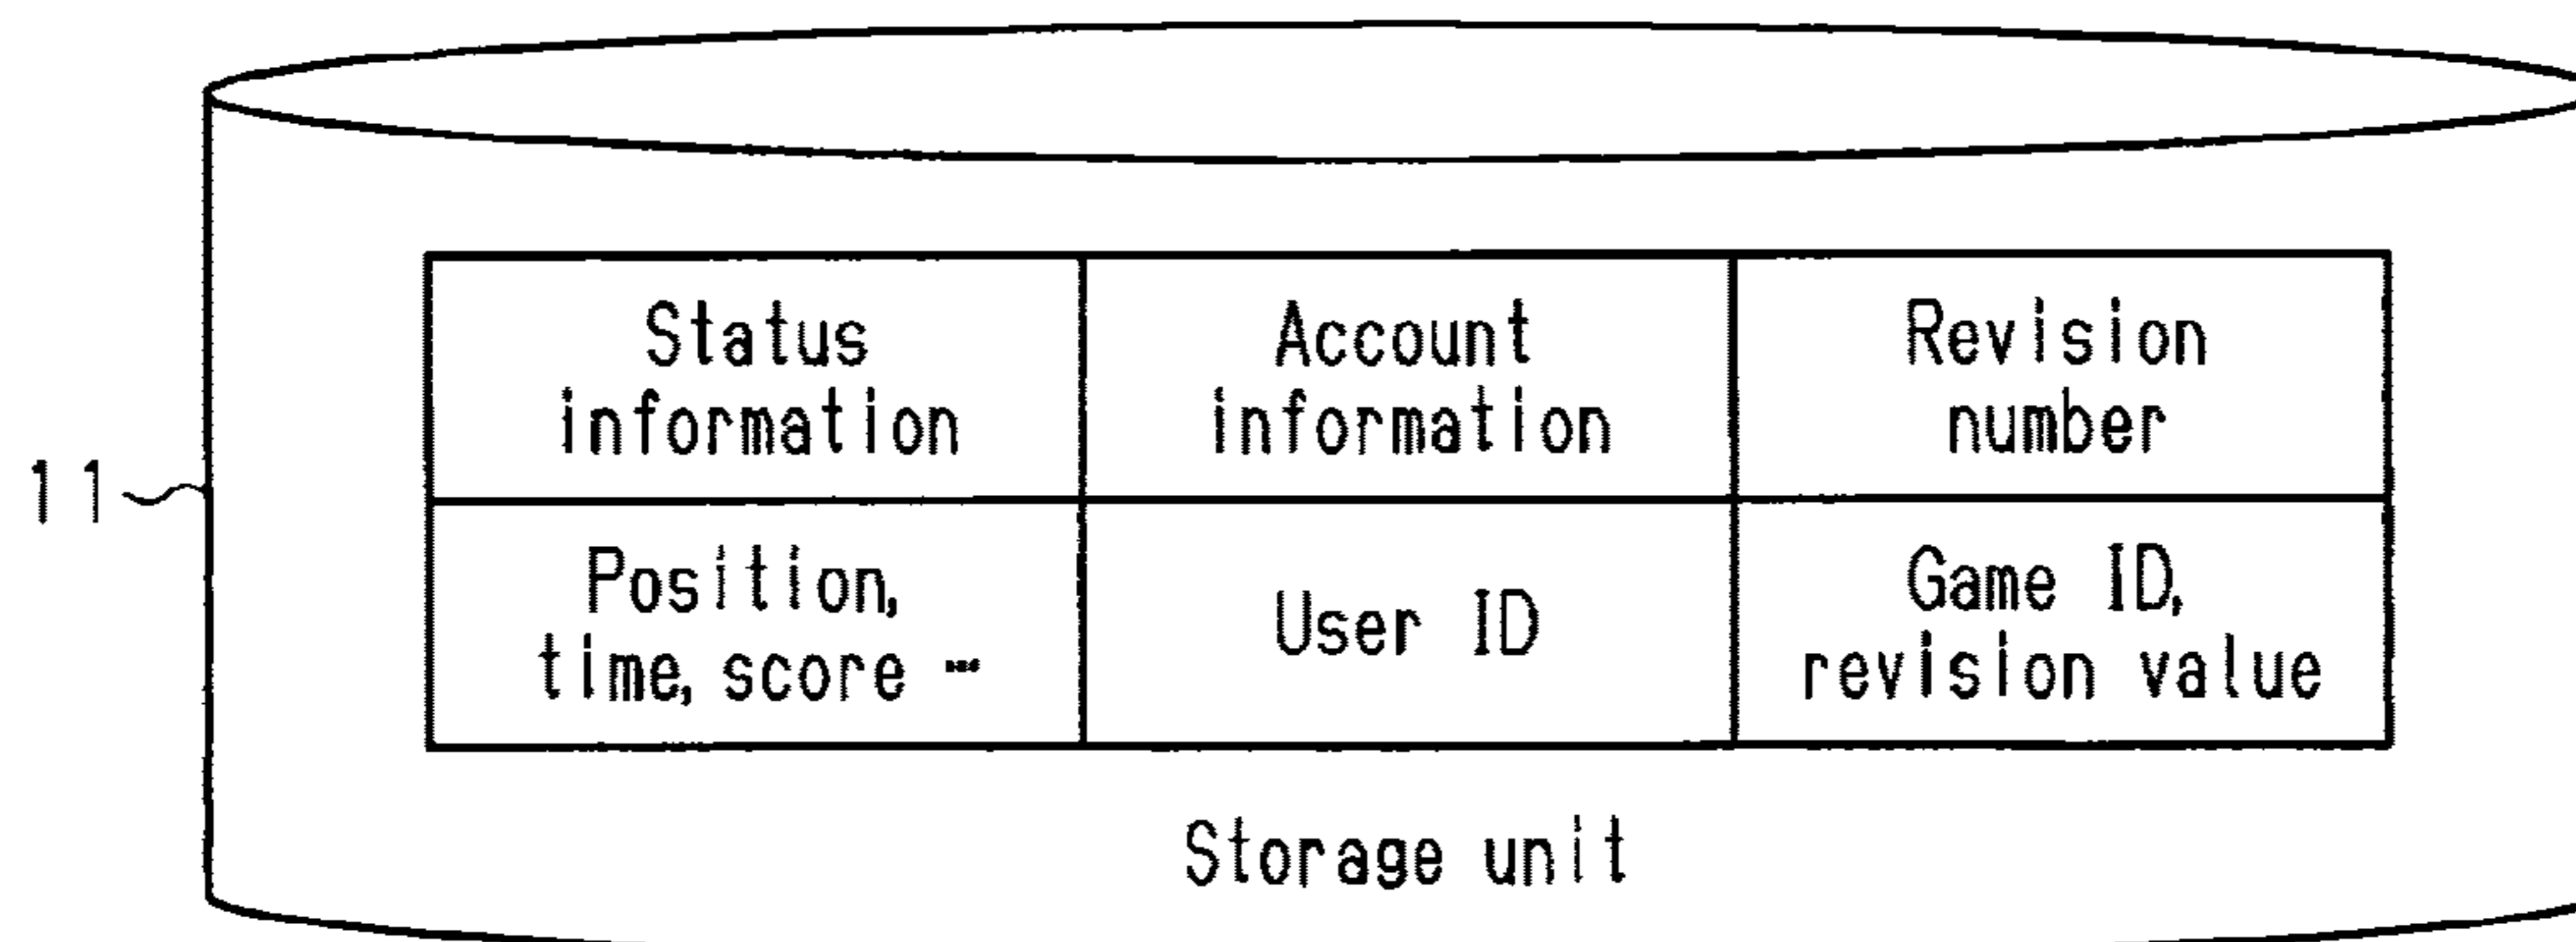 Status
information
Account
information
Revision
number
11
Position,
time, score …
User ID
Game ID,
revision value
Storage unit